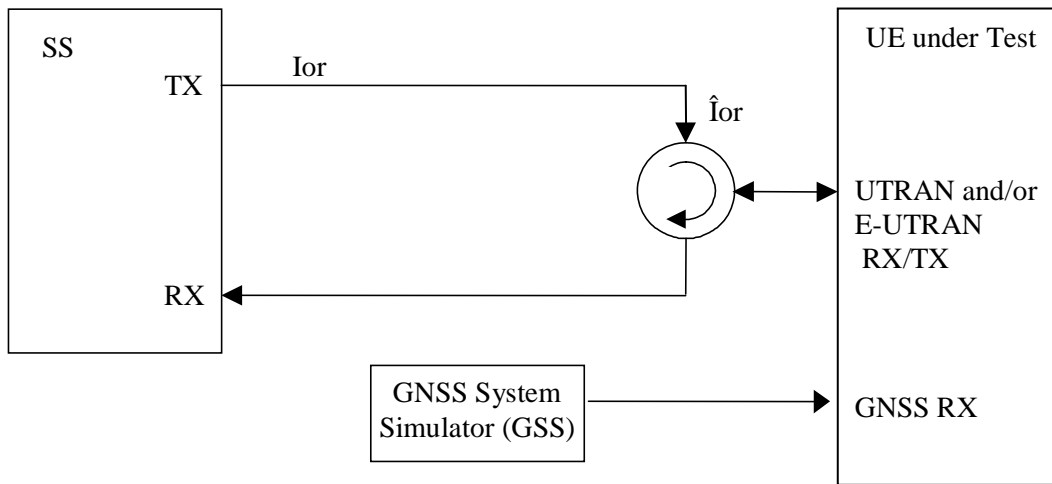 SS
UE under Test
TX
Ior
Îor
UTRAN and/or
E-UTRAN
RX/TX
RX
GNSS System
Simulator (GSS)
GNSS RX